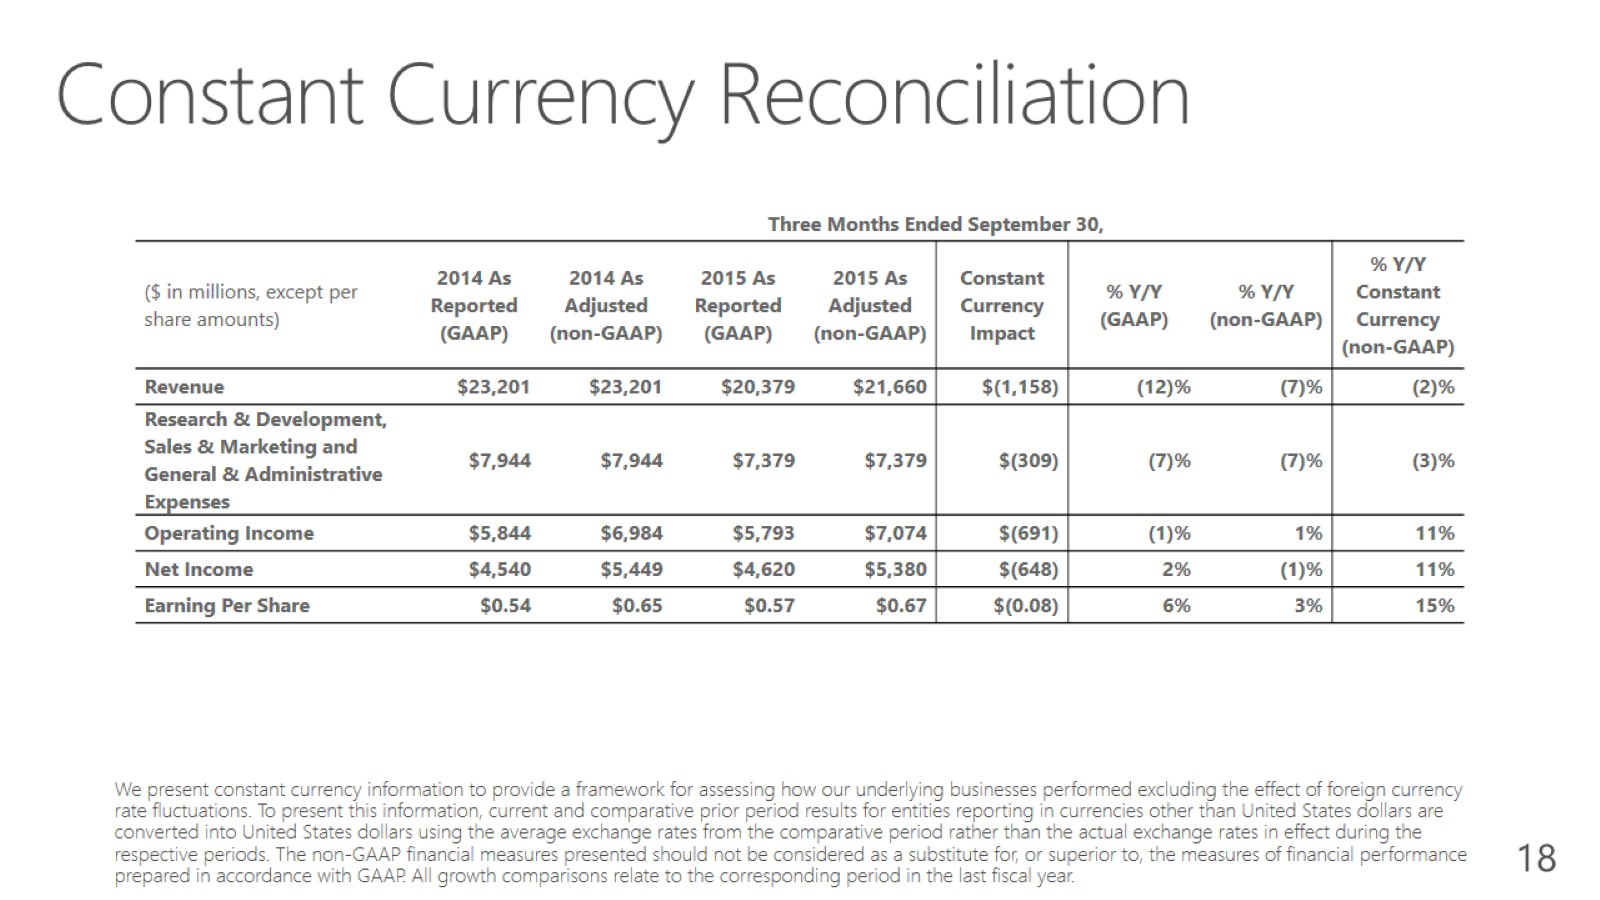 Constant Currency Reconciliation
Three Months Ended September 30,
($ in millions, except per share amounts) 2014 As Reported (GAAP) 2014 As Adjusted (non-GAAP) 2015 As Reported (GAAP) 2015 As Adjusted (non-GAAP) Constant Currency Impact % Y/Y (GAAP) % Y/Y (non-GAAP) % Y/Y Constant Currency (non-GAAP)
Revenue $23,201 $23,201 $20,379 $21,660 $(1,158) (12)% (7)% (2)%
Research & Development, Sales & Marketing and General & Administrative Expenses $7,944 $7,944 $7,379 $7,379 $(309) (7)% (7)% (3)%
Operating Income $5,844 $6,984 $5,793 $7,074 $(691) (1)% 1% 11%
Net Income $4,540 $5,449 $4,620 $5,380 $(648) 2% (1)% 11%
Earning Per Share $0.54 $0.65 $0.57 $0.67 $(0.08) 6% 3% 15%
We present constant currency information to provide a framework for assessing how our underlying businesses performed excluding the effect of foreign currency
rate fluctuations. To present this information, current and comparative prior period results for entities reporting in currencies other than United States dollars are
converted into United States dollars using the average exchange rates from the comparative period rather than the actual exchange rates in effect during the
respective periods. The non-GAAP financial measures presented should not be considered as a substitute for, or superior to, the measures of financial performance
prepared in accordance with GAAP. All growth comparisons relate to the corresponding period in the last fiscal year.
18